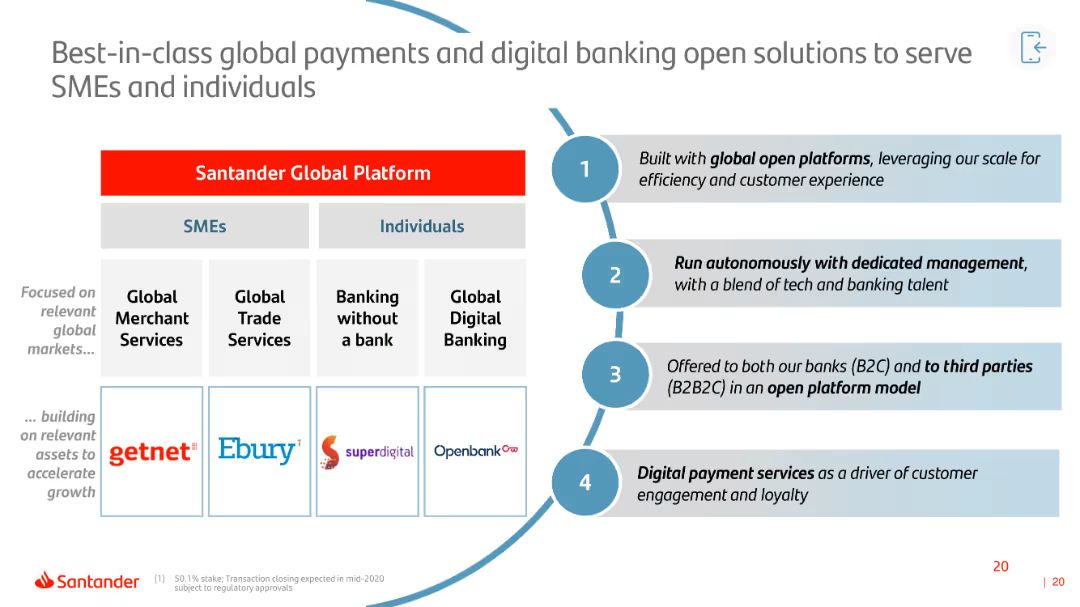 Best-in-class global payments and digital banking open solutions to serve
SMEs and individuals
Santander Global Platform
SMEs
Individuals
Focused on
relevant
global
markets...
Global
Merchant
Services
Global
Trade
Services
Banking
without
a bank
Global
Digital
Banking
... building
on relevant
assets to
accelerate
growth
getnet
Ebury
superdigital
Openbank
1
Built with global open platforms, leveraging our scale for
efficiency and customer experience
2
Run autonomously with dedicated management,
with a blend of tech and banking talent
3
Offered to both our banks (B2C) and to third parties
(B2B2C) in an open platform model
4
Digital payment services as a driver of customer
engagement and loyalty
Santander
(1) 50.1% stake; Transaction closing expected in mid-2020
subject to regulatory approvals
20
| 20